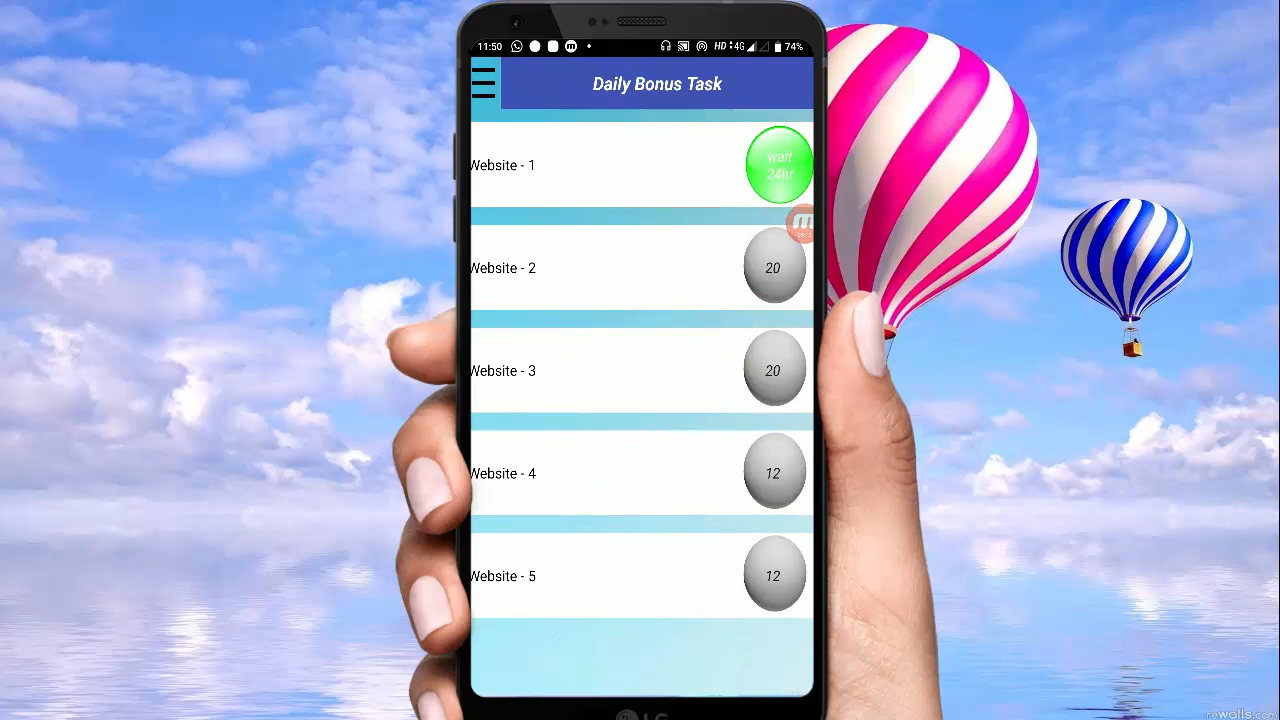 11:50
HD 4G 74%
Daily Bonus Task
Website - 1
wait
24hr
Website - 2
20
Website - 3
20
Website - 4
12
Website - 5
12
LG
rewalls.com